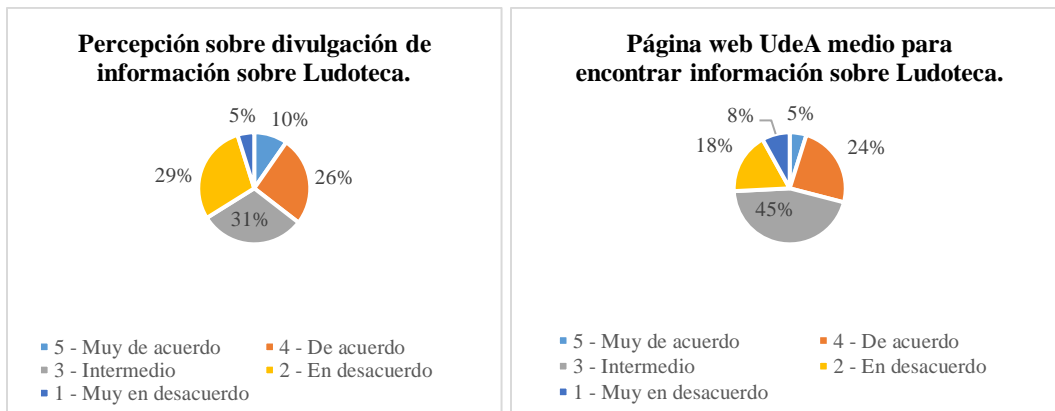 Percepción sobre divulgación de
información sobre Ludoteca.
5%
10%
29%
26%
31%
5 - Muy de acuerdo
4 - De acuerdo
3 - Intermedio
2 - En desacuerdo
1 - Muy en desacuerdo
Página web UdeA medio para
encontrar información sobre Ludoteca.
8%
5%
18%
24%
45%
5 - Muy de acuerdo
4 - De acuerdo
3 - Intermedio
2 - En desacuerdo
1 - Muy en desacuerdo